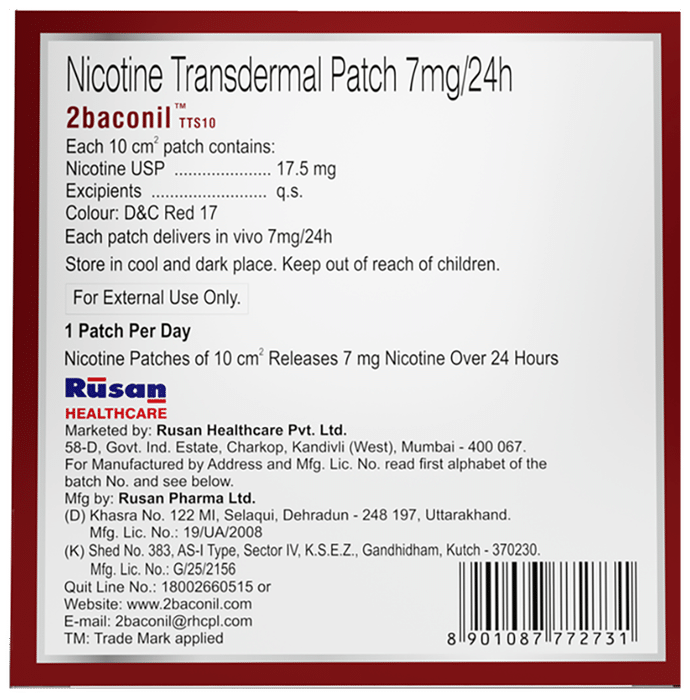 Nicotine Transdermal Patch 7mg/24h
2baconil™ TTS10
Each 10 cm² patch contains:
Nicotine USP ..................... 17.5 mg
Excipients ......................... q.s.
Colour: D&C Red 17
Each patch delivers in vivo 7mg/24h
Store in cool and dark place. Keep out of reach of children.
For External Use Only.
1 Patch Per Day
Nicotine Patches of 10 cm² Releases 7 mg Nicotine Over 24 Hours
Rūsan
HEALTHCARE
Marketed by: Rusan Healthcare Pvt. Ltd.
58-D, Govt. Ind. Estate, Charkop, Kandivli (West), Mumbai - 400 067.
For Manufactured by Address and Mfg. Lic. No. read first alphabet of the
batch No. and see below.
Mfg by: Rusan Pharma Ltd.
(D) Khasra No. 122 MI, Selaqui, Dehradun - 248 197, Uttarakhand.
Mfg. Lic. No.: 19/UA/2008
(K) Shed No. 383, AS-I Type, Sector IV, K.S.E.Z., Gandhidham, Kutch - 370230.
Mfg. Lic. No.: G/25/2156
Quit Line No.: 18002660515 or
Website: www.2baconil.com
E-mail: 2baconil@rhcpl.com
TM: Trade Mark applied
8 901087 772731